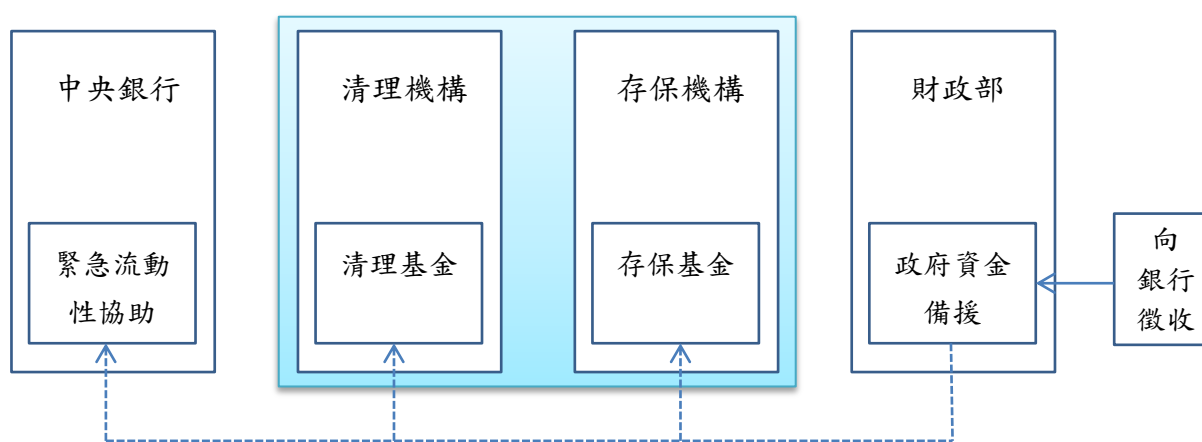 中央銀行
清理機構
存保機構
財政部
緊急流動
性協助
清理基金
存保基金
政府資金
備援
向
銀行
徵收